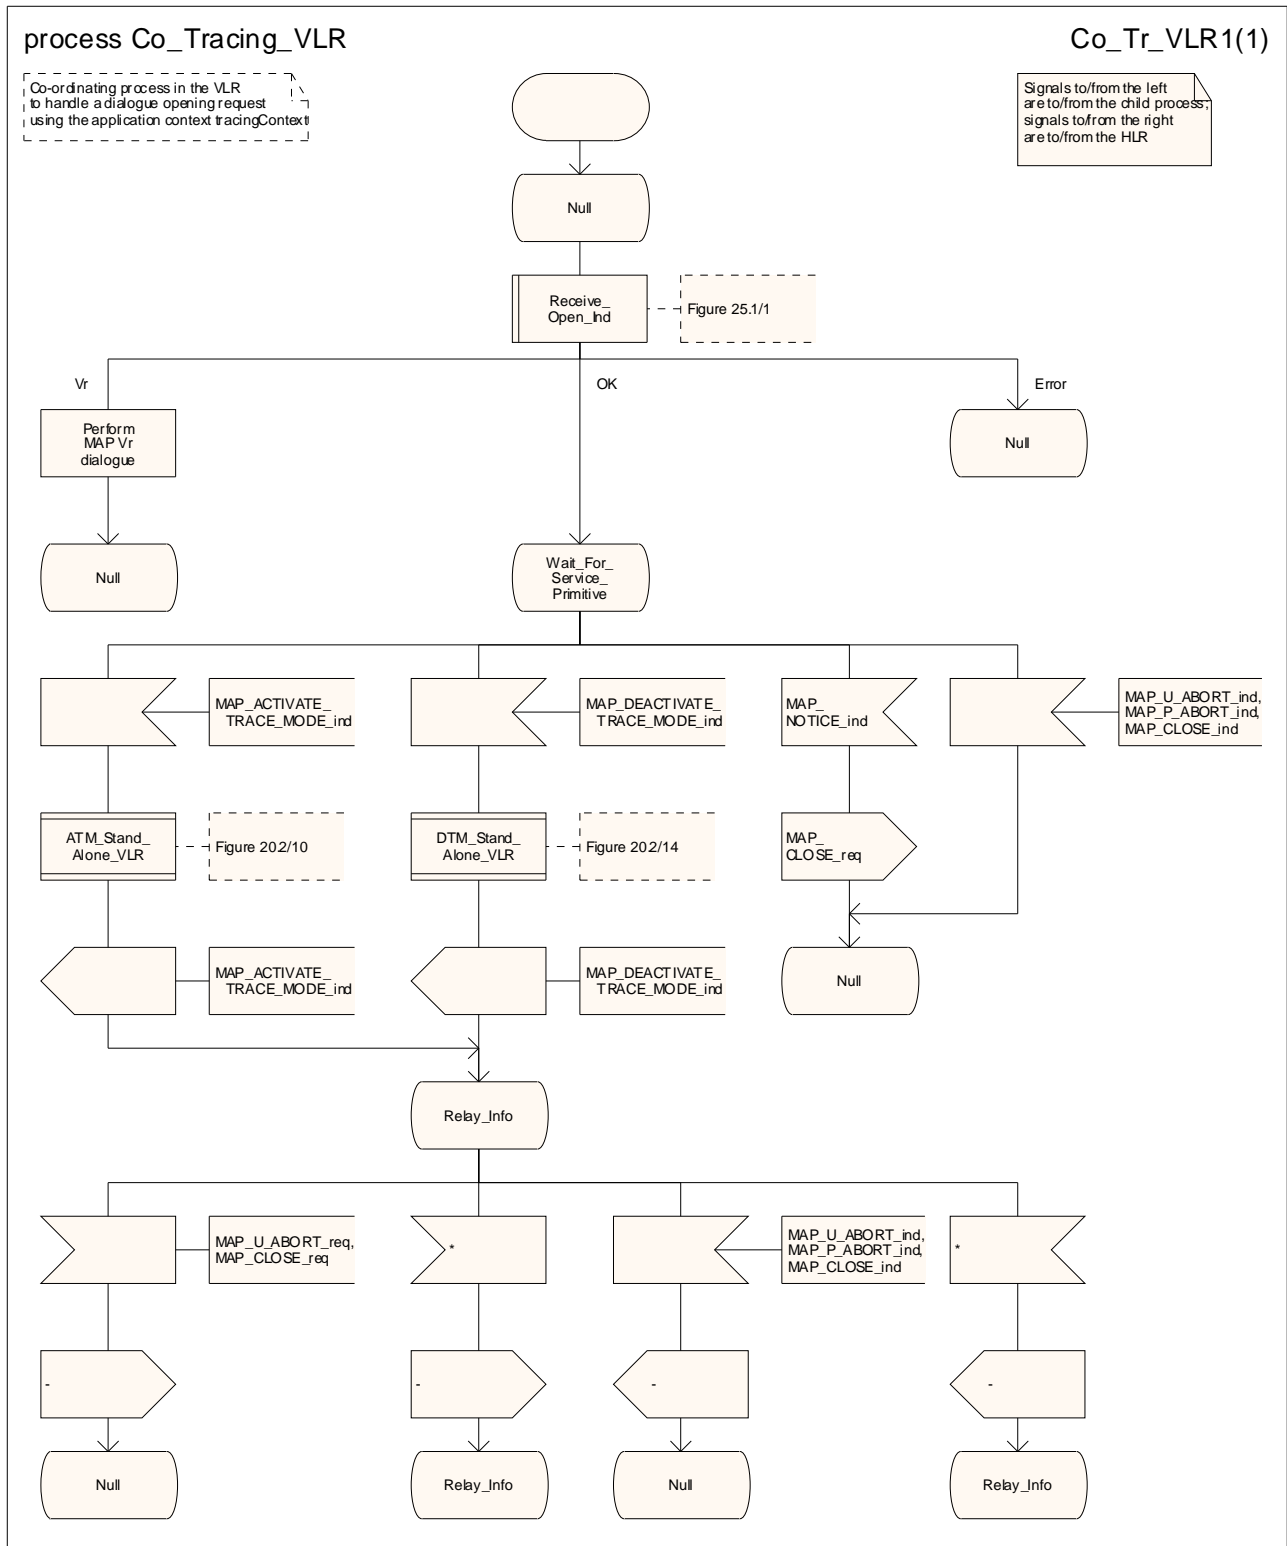 process Co_Tracing_VLR
Co_Tr_VLR1(1)
Co-ordinating process in the VLR
to handle a dialogue opening request
using the application context tracingContext
Signals to/from the left
are to/from the child process;
signals to/from the right
are to/from the HLR
Null
Receive_
Open_Ind
Figure 25.1/1
Vr
OK
Error
Perform
MAP Vr
dialogue
Null
Null
Wait_For_
Service_
Primitive
MAP_ACTIVATE_
TRACE_MODE_ind
MAP_DEACTIVATE_
TRACE_MODE_ind
MAP_
NOTICE_ind
MAP_U_ABORT_ind,
MAP_P_ABORT_ind,
MAP_CLOSE_ind
ATM_Stand_
Alone_VLR
Figure 20.2/10
DTM_Stand_
Alone_VLR
Figure 20.2/14
MAP_
CLOSE_req
MAP_ACTIVATE_
TRACE_MODE_ind
MAP_DEACTIVATE_
TRACE_MODE_ind
Null
Relay_Info
MAP_U_ABORT_req,
MAP_CLOSE_req
*
MAP_U_ABORT_ind,
MAP_P_ABORT_ind,
MAP_CLOSE_ind
*
-
-
-
-
Null
Relay_Info
Null
Relay_Info